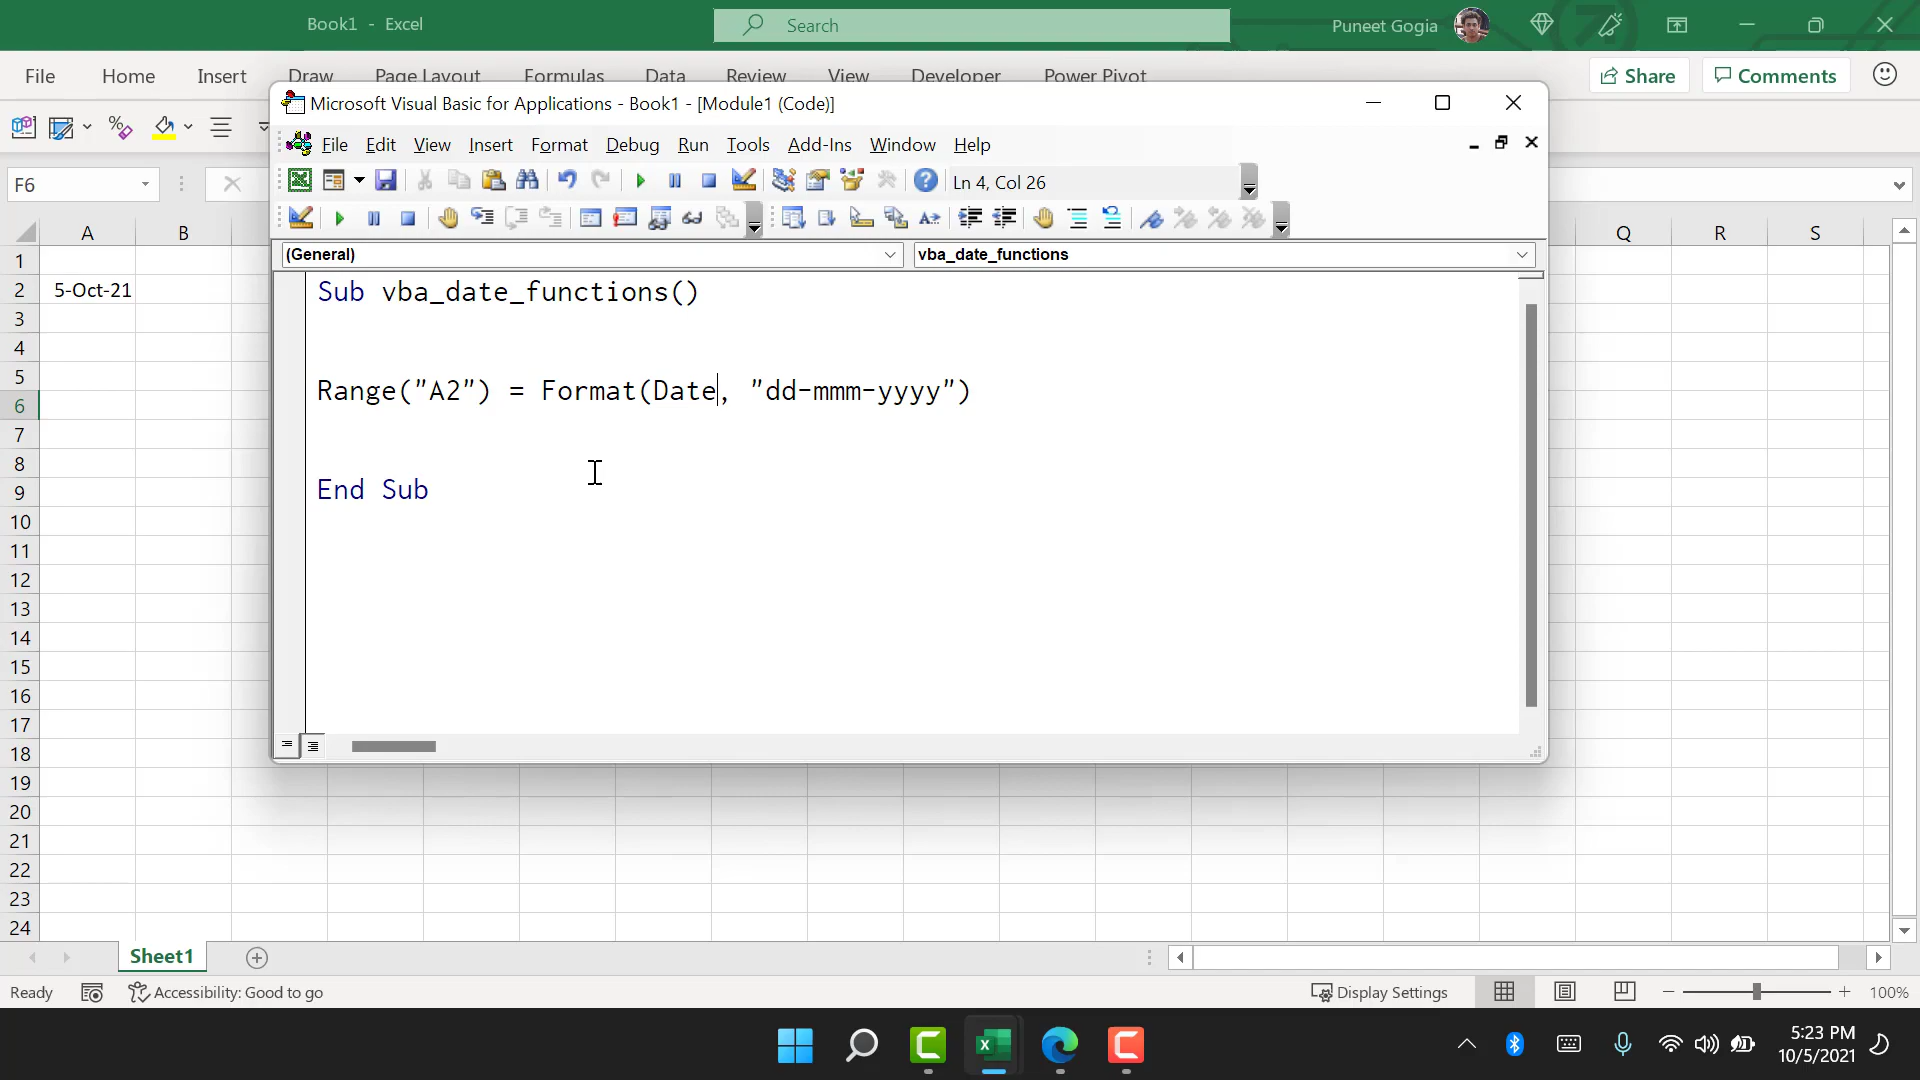 Book1 - Excel
Search
Puneet Gogia
File Home Insert Draw Page Layout Formulas Data Review View Developer Power Pivot
Share
Comments
Microsoft Visual Basic for Applications - Book1 - [Module1 (Code)]
File Edit View Insert Format Debug Run Tools Add-Ins Window Help
Ln 4, Col 26
F6
(General)
vba_date_functions
A B Q R S
1
2 5-Oct-21
3
4
5
6
7
8
9
10
11
12
13
14
15
16
17
18
19
20
21
22
23
24
Sub vba_date_functions()
Range("A2") = Format(Date, "dd-mmm-yyyy")
End Sub
Sheet1
Ready
Accessibility: Good to go
Display Settings
100%
5:23 PM
10/5/2021